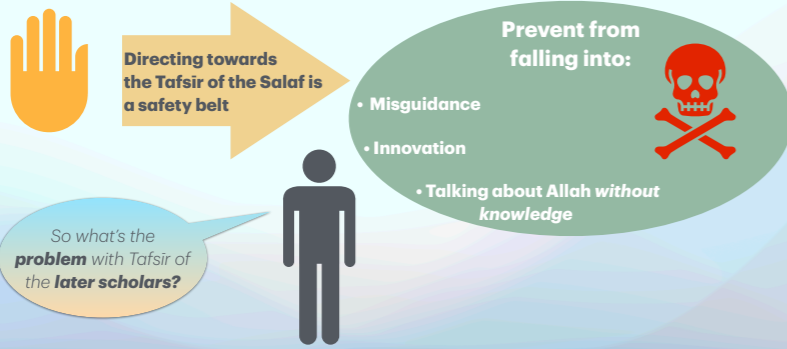 Directing towards
the Tafsir of the Salaf is
a safety belt
Prevent from
falling into:
• Misguidance
• Innovation
• Talking about Allah without
knowledge
So what's the
problem with Tafsir of
the later scholars?